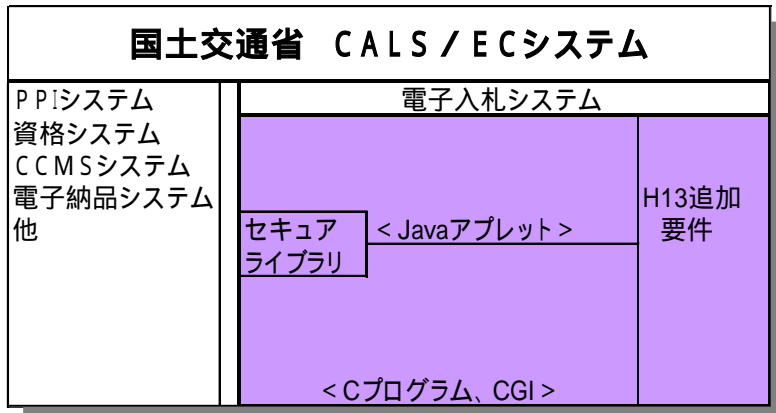 国土交通省 CALS/ECシステム
PPIシステム
資格システム
CCMSシステム
電子納品システム
他
電子入札システム
セキュア
ライブラリ
<Javaアプレット>
H13追加
要件
<Cプログラム、CGI>